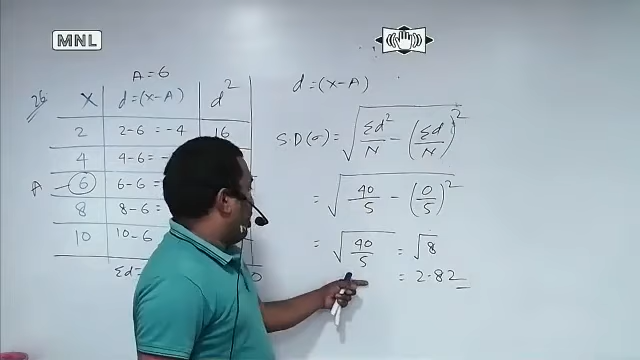 MNL
A = 6
26
X d = (X-A) d²
2 2-6 = -4 16
4 4-6 =
A 6 6-6 =
8 8-6 =
10 10-6
Σd =
d = (X-A)
S.D(σ) = √(Σd²/N - (Σd/N)²)
= √(40/5 - (0/5)²)
= √(40/5) = √8
= 2.82